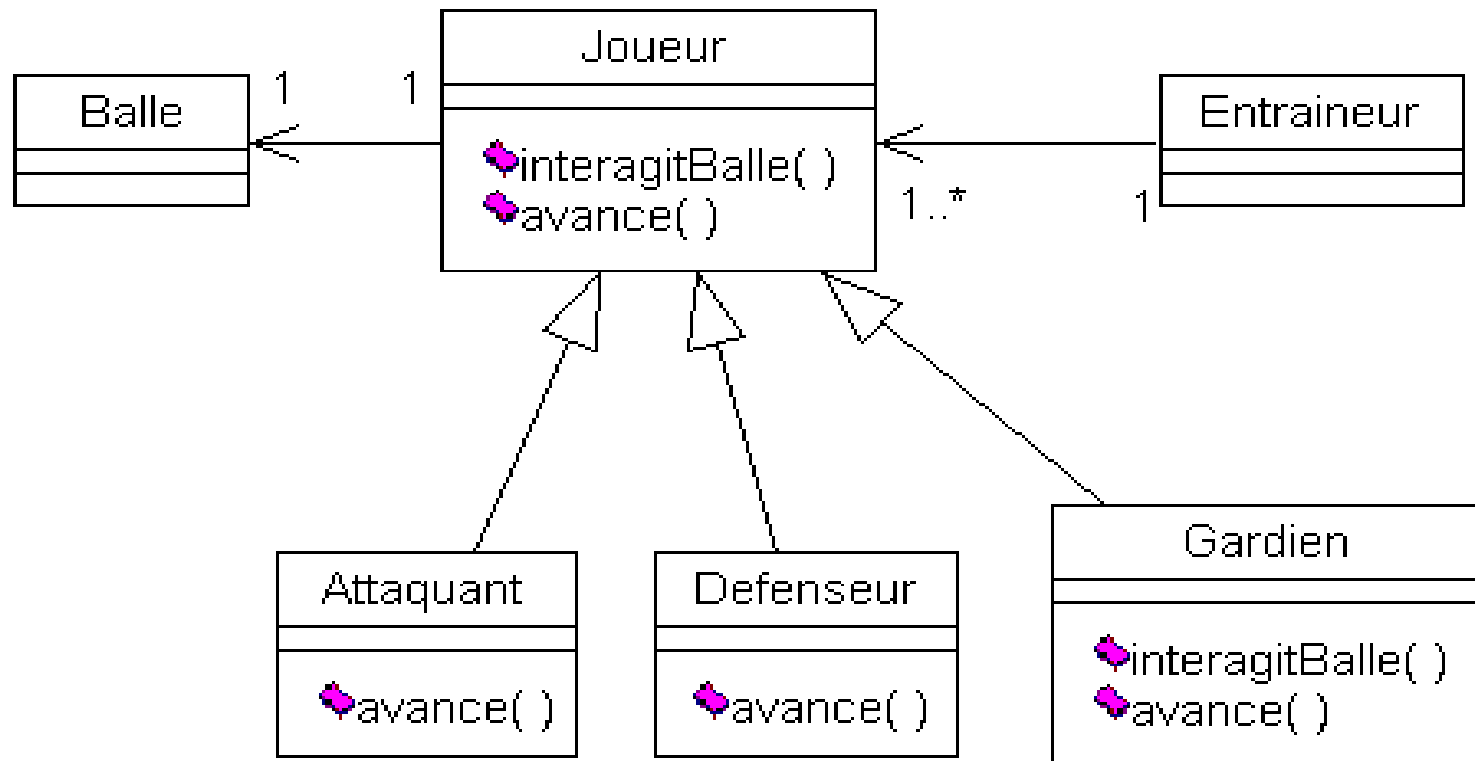 Joueur
Balle
1
1
Entraineur
interagitBalle( )
avance( )
1..*
1
Attaquant
avance( )
Defenseur
avance( )
Gardien
interagitBalle( )
avance( )